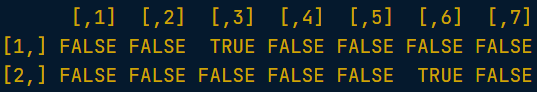 [,1] [,2] [,3] [,4] [,5] [,6] [,7]
[1,] FALSE FALSE TRUE FALSE FALSE FALSE FALSE
[2,] FALSE FALSE FALSE FALSE FALSE TRUE FALSE